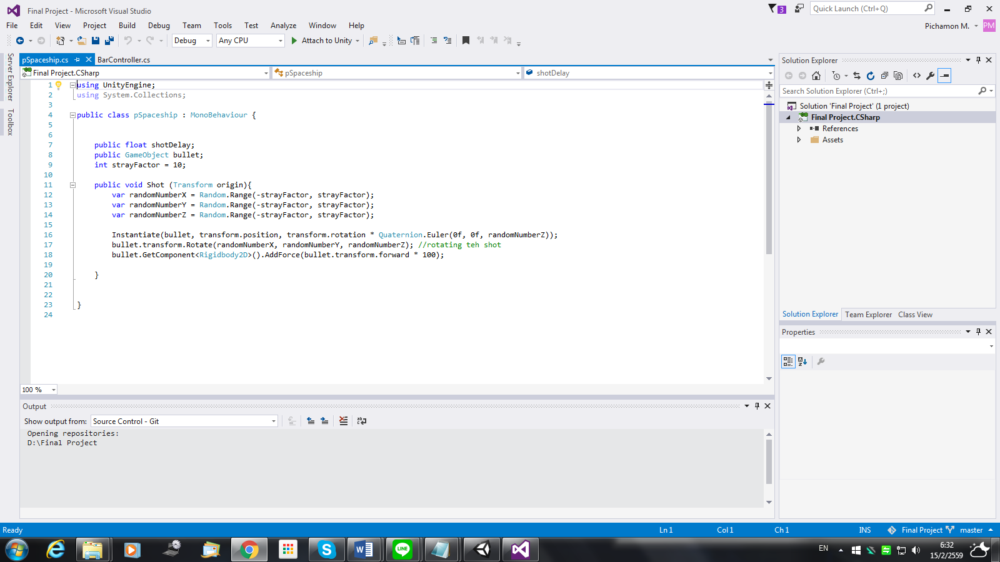 Final Project - Microsoft Visual Studio
3
Quick Launch (Ctrl+Q)
File Edit View Project Build Debug Team Tools Test Analyze Window Help
Pichamon M. PM
Debug Any CPU Attach to Unity
Server Explorer
Toolbox
pSpaceship.cs BarController.cs
Final Project.CSharp pSpaceship shotDelay
1 using UnityEngine;
2 using System.Collections;
3
4 public class pSpaceship : MonoBehaviour {
5
6
7 public float shotDelay;
8 public GameObject bullet;
9 int strayFactor = 10;
10
11 public void Shot (Transform origin){
12 var randomNumberX = Random.Range(-strayFactor, strayFactor);
13 var randomNumberY = Random.Range(-strayFactor, strayFactor);
14 var randomNumberZ = Random.Range(-strayFactor, strayFactor);
15
16 Instantiate(bullet, transform.position, transform.rotation * Quaternion.Euler(0f, 0f, randomNumberZ));
17 bullet.transform.Rotate(randomNumberX, randomNumberY, randomNumberZ); //rotating teh shot
18 bullet.GetComponent<Rigidbody2D>().AddForce(bullet.transform.forward * 100);
19
20 }
21
22
23 }
24
100 %
Output
Show output from: Source Control - Git
Opening repositories:
D:\Final Project
Solution Explorer
Search Solution Explorer (Ctrl+;)
Solution 'Final Project' (1 project)
Final Project.CSharp
References
Assets
Solution Explorer Team Explorer Class View
Properties
Ready Ln 1 Col 1 Ch 1 INS Final Project master
EN
6:32
15/2/2559